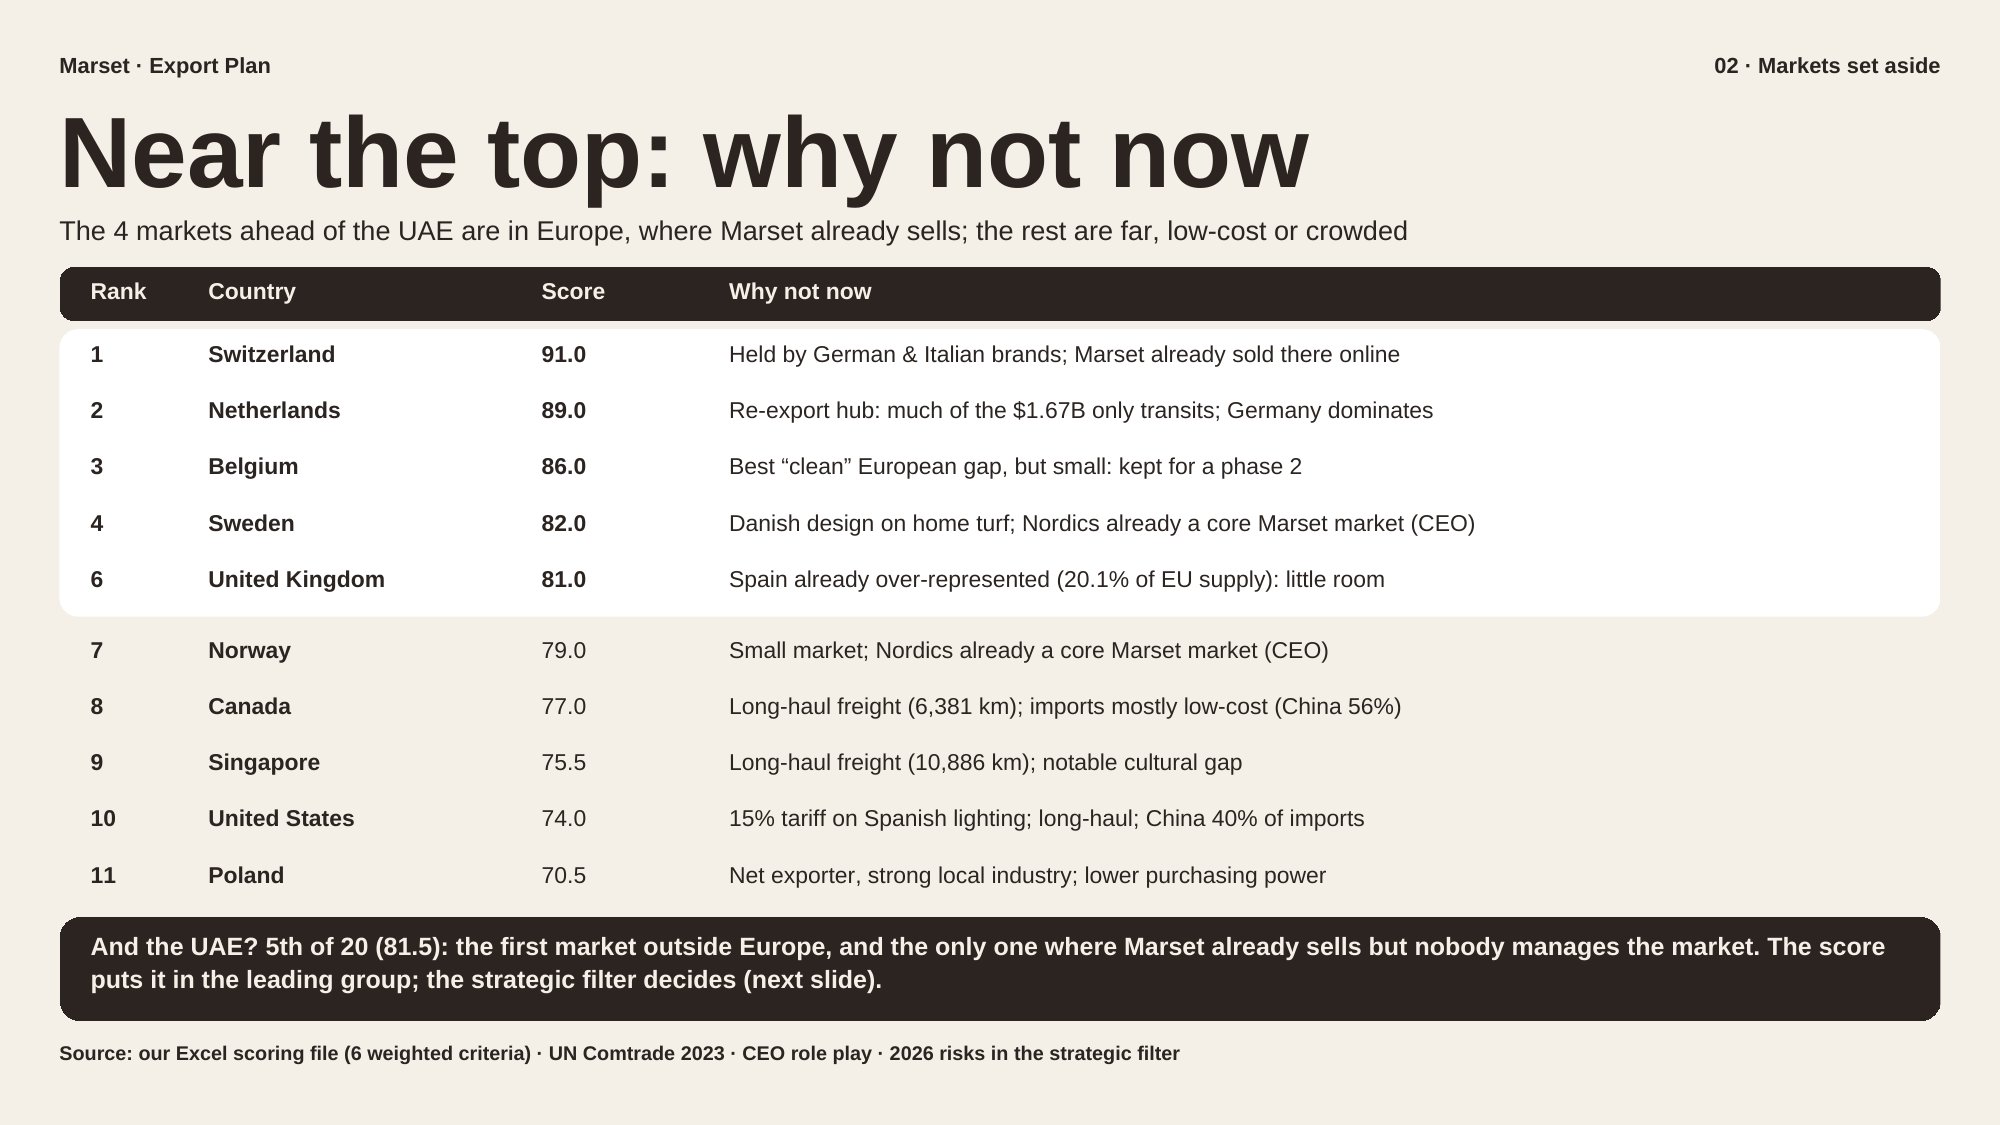 Marset · Export Plan
02 · Markets set aside
Near the top: why not now
The 4 markets ahead of the UAE are in Europe, where Marset already sells; the rest are far, low-cost or crowded
Rank Country Score Why not now
1 Switzerland 91.0 Held by German & Italian brands; Marset already sold there online
2 Netherlands 89.0 Re-export hub: much of the $1.67B only transits; Germany dominates
3 Belgium 86.0 Best “clean” European gap, but small: kept for a phase 2
4 Sweden 82.0 Danish design on home turf; Nordics already a core Marset market (CEO)
6 United Kingdom 81.0 Spain already over-represented (20.1% of EU supply): little room
7 Norway 79.0 Small market; Nordics already a core Marset market (CEO)
8 Canada 77.0 Long-haul freight (6,381 km); imports mostly low-cost (China 56%)
9 Singapore 75.5 Long-haul freight (10,886 km); notable cultural gap
10 United States 74.0 15% tariff on Spanish lighting; long-haul; China 40% of imports
11 Poland 70.5 Net exporter, strong local industry; lower purchasing power
And the UAE? 5th of 20 (81.5): the first market outside Europe, and the only one where Marset already sells but nobody manages the market. The score
puts it in the leading group; the strategic filter decides (next slide).
Source: our Excel scoring file (6 weighted criteria) · UN Comtrade 2023 · CEO role play · 2026 risks in the strategic filter